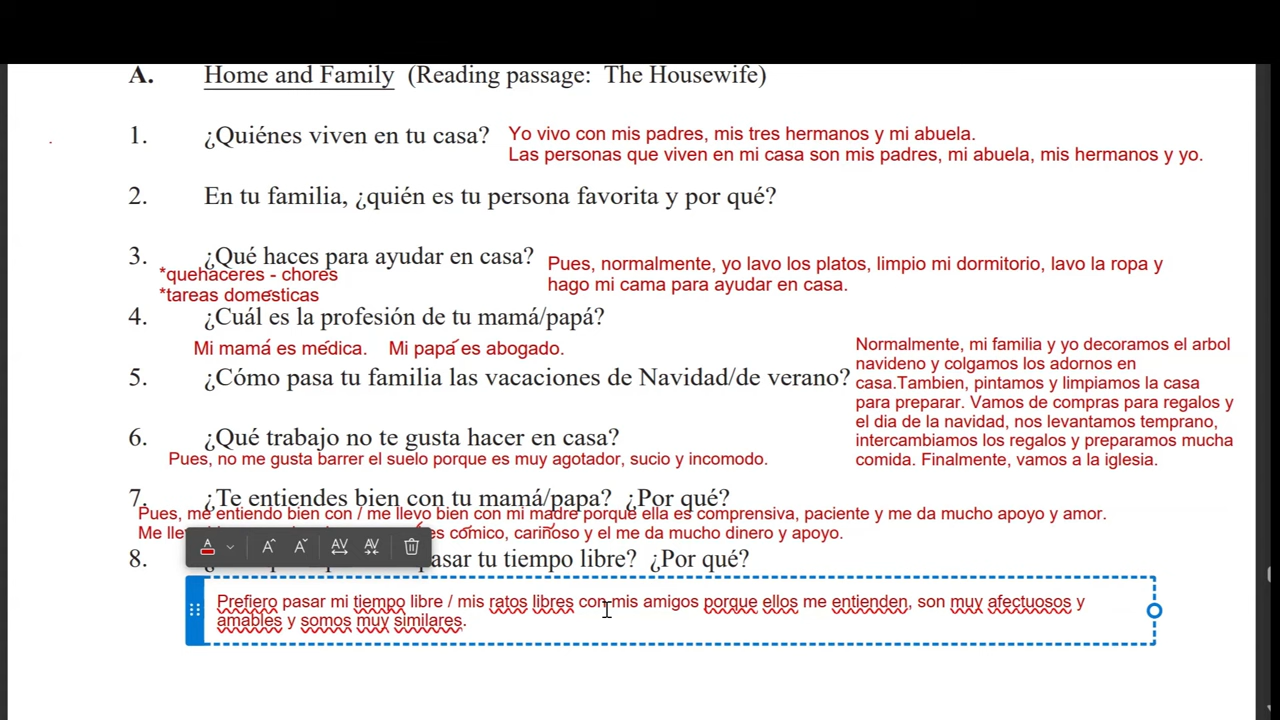 A. Home and Family (Reading passage: The Housewife)
1. ¿Quiénes viven en tu casa? Yo vivo con mis padres, mis tres hermanos y mi abuela.
Las personas que viven en mi casa son mis padres, mi abuela, mis hermanos y yo.
2. En tu familia, ¿quién es tu persona favorita y por qué?
3. ¿Qué haces para ayudar en casa?
*quehaceres - chores
*tareas domésticas
Pues, normalmente, yo lavo los platos, limpio mi dormitorio, lavo la ropa y
hago mi cama para ayudar en casa.
4. ¿Cuál es la profesión de tu mamá/papá?
Mi mamá es médica. Mi papá es abogado.
5. ¿Cómo pasa tu familia las vacaciones de Navidad/de verano?
Normalmente, mi familia y yo decoramos el arbol
navideno y colgamos los adornos en
casa.Tambien, pintamos y limpiamos la casa
para preparar. Vamos de compras para regalos y
el dia de la navidad, nos levantamos temprano,
intercambiamos los regalos y preparamos mucha
comida. Finalmente, vamos a la iglesia.
6. ¿Qué trabajo no te gusta hacer en casa?
Pues, no me gusta barrer el suelo porque es muy agotador, sucio y incomodo.
7. ¿Te entiendes bien con tu mamá/papa? ¿Por qué?
Pues, me entiendo bien con / me llevo bien con mi madre porque ella es comprensiva, paciente y me da mucho apoyo y amor.
Me es cómico, cariñoso y el me da mucho dinero y apoyo.
8. pasar tu tiempo libre? ¿Por qué?
Prefiero pasar mi tiempo libre / mis ratos libres con mis amigos porque ellos me entienden, son muy afectuosos y
amables y somos muy similares.